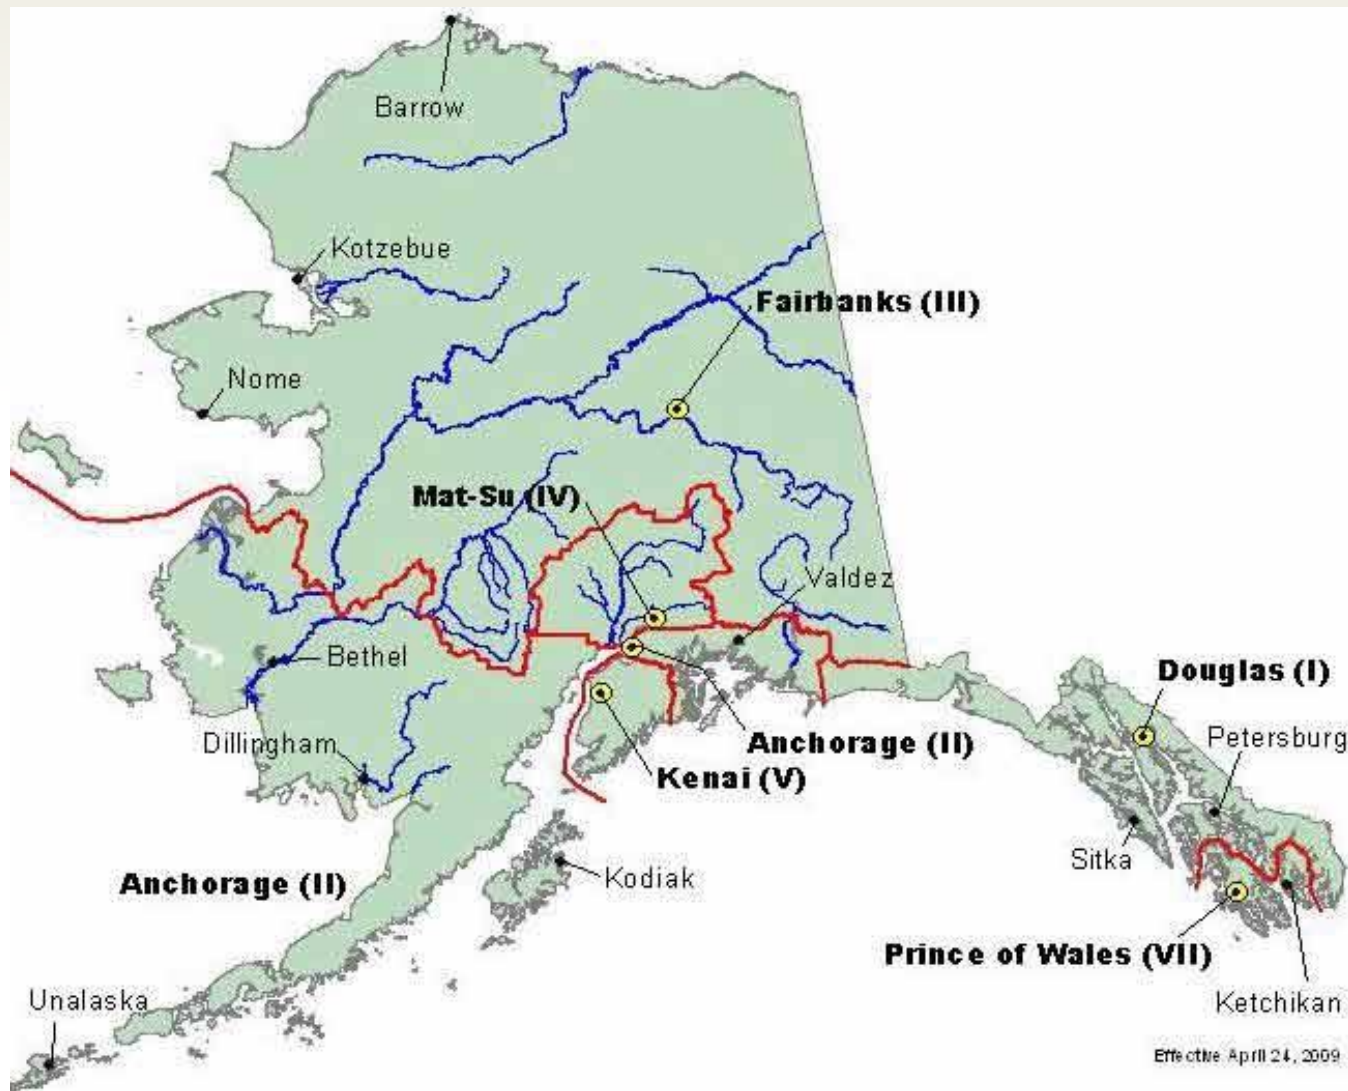 Barrow
Kotzebue
Fairbanks (III)
Nome
Mat-Su (IV)
Valdez
Bethel
Douglas (I)
Petersburg
Dillingham
Anchorage (II)
Kenai (V)
Sitka
Anchorage (II)
Kodiak
Prince of Wales (VII)
Unalaska
Ketchikan
Effective April 24, 2009